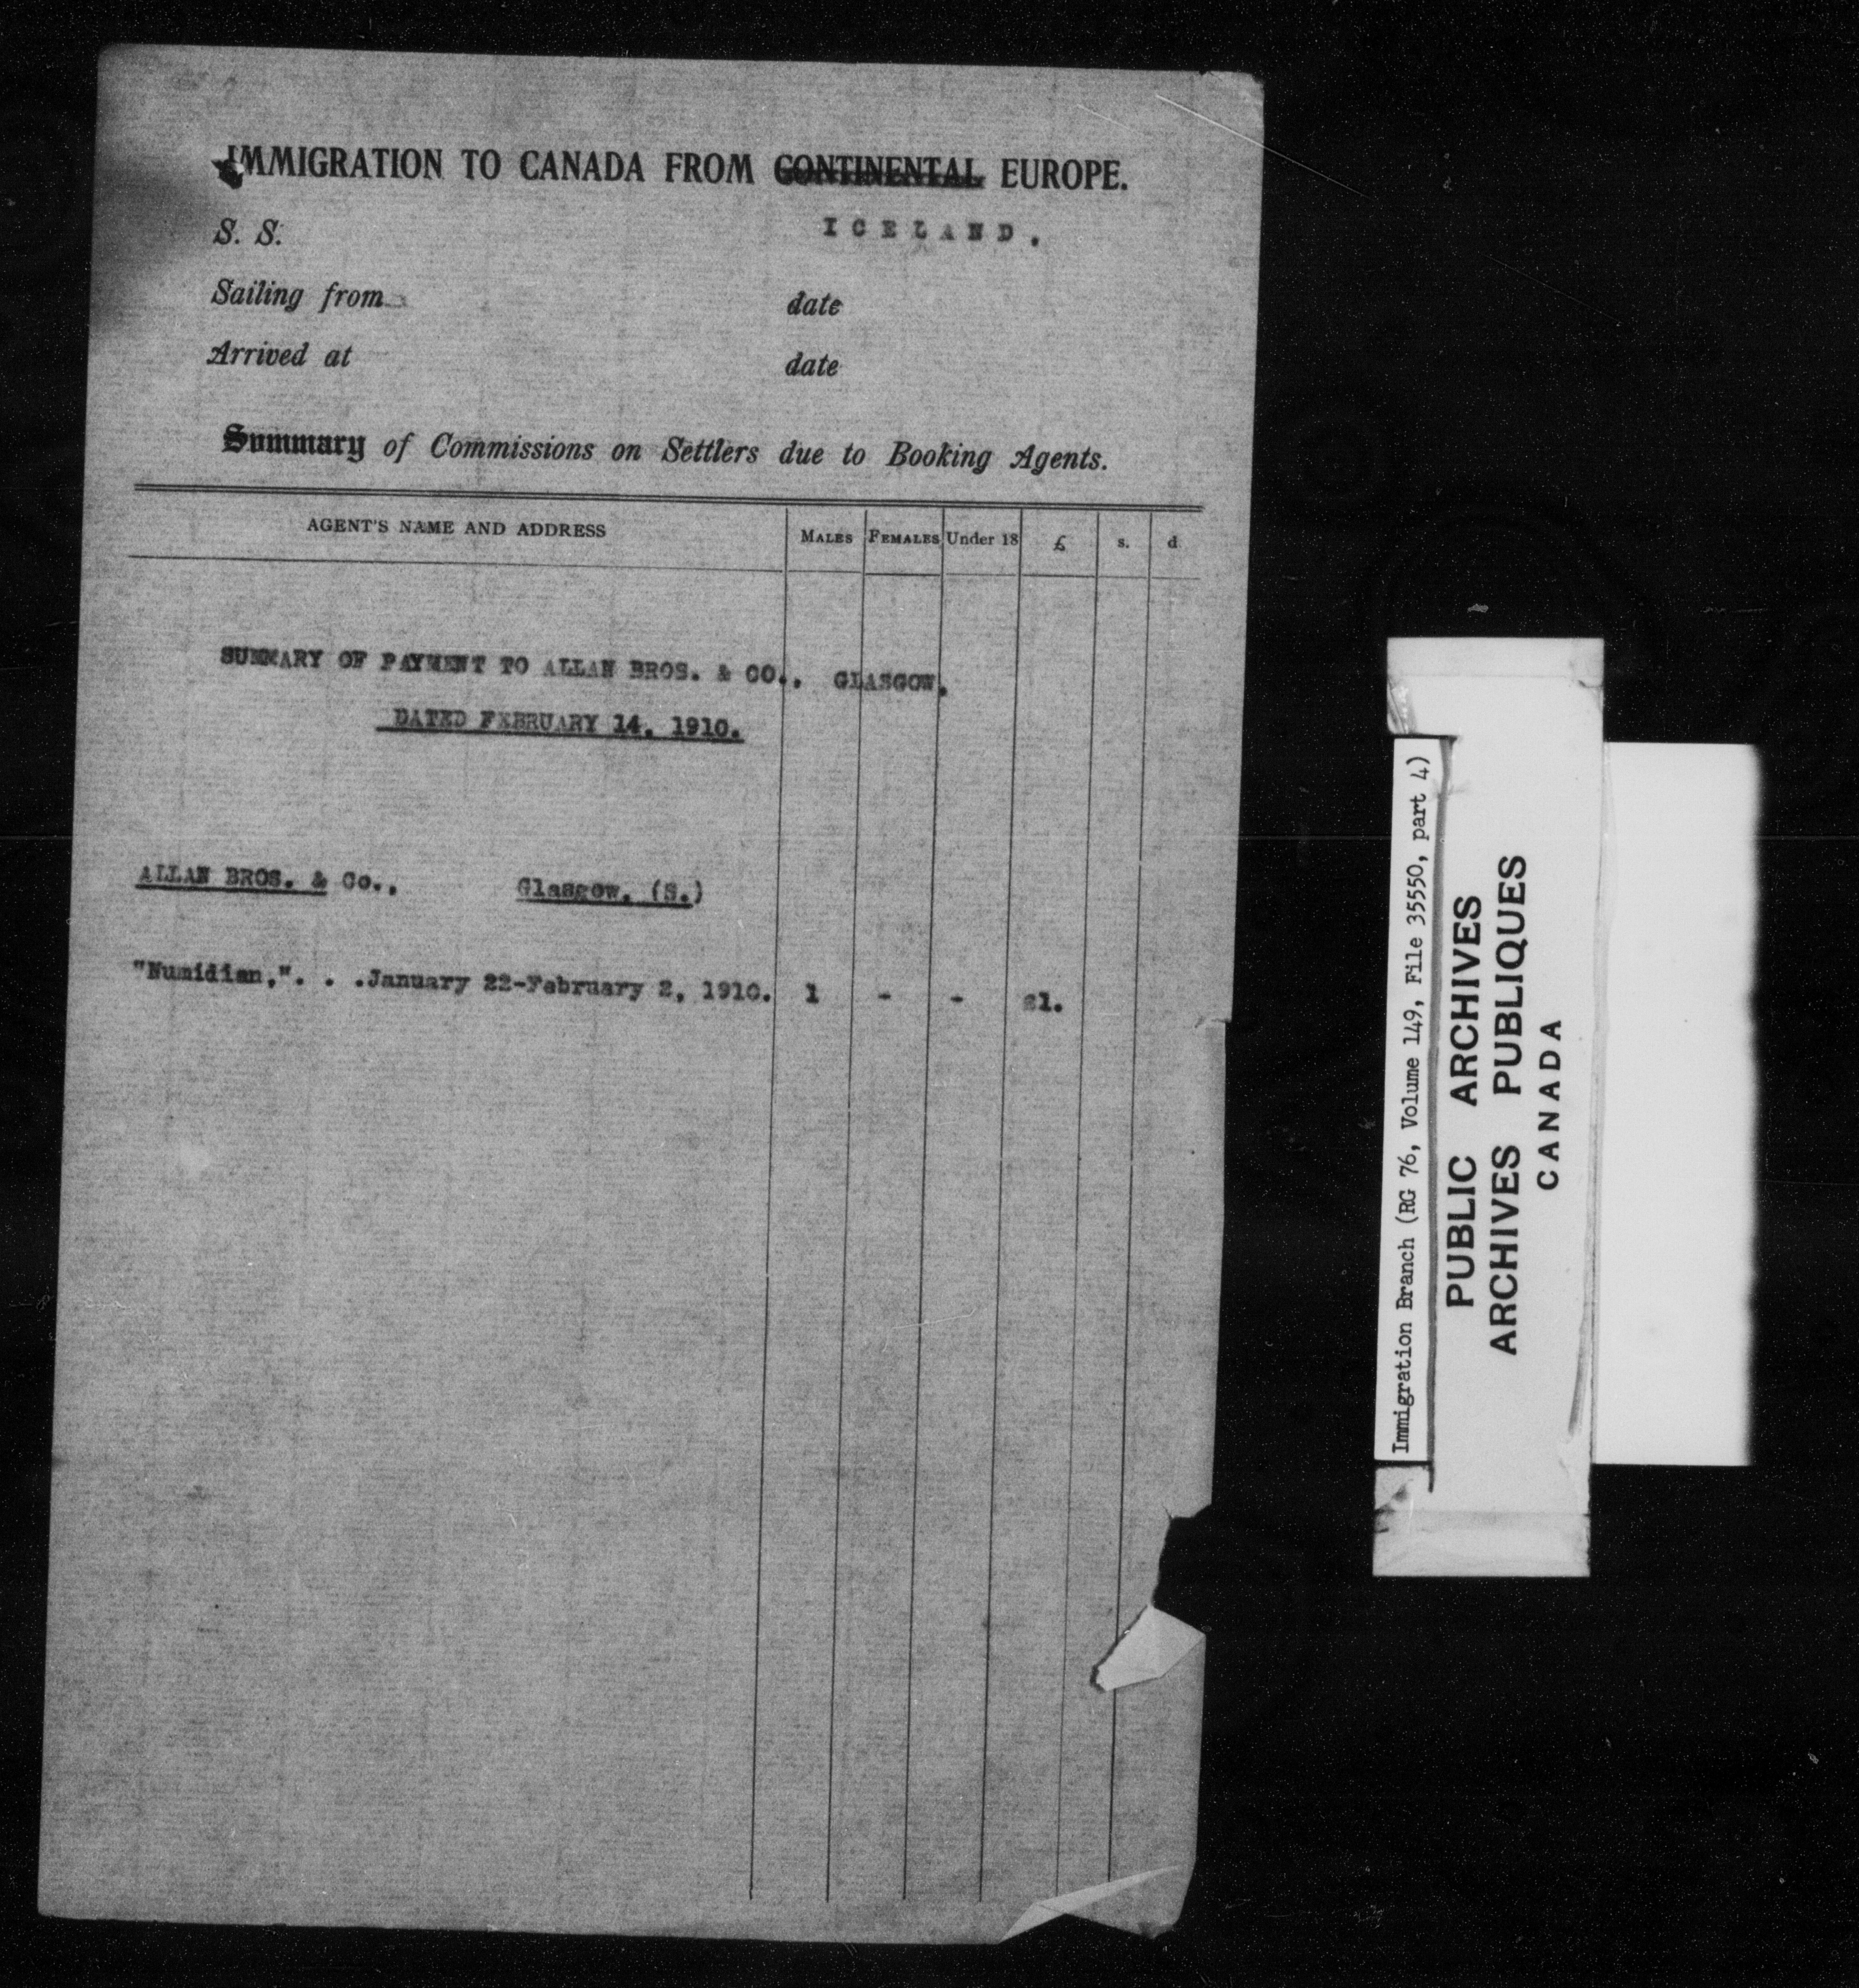 IMMIGRATION TO CANADA FROM CONTINENTAL EUROPE.
S. S. ICELAND.
Sailing from date
Arrived at date
Summary of Commissions on Settlers due to Booking Agents.
AGENT'S NAME AND ADDRESS MALES FEMALES Under 18 £ s. d
SUMMARY OF PAYMENT TO ALLAN BROS. & CO., GLASGOW,
DATED FEBRUARY 14, 1910.
ALLAN BROS. & Co., Glasgow, (S.)
"Numidian,". . .January 22-February 2, 1910. 1 - - £1.
Immigration Branch (RG 76, Volume 149, File 35550, part 4)
PUBLIC ARCHIVES
ARCHIVES PUBLIQUES
CANADA